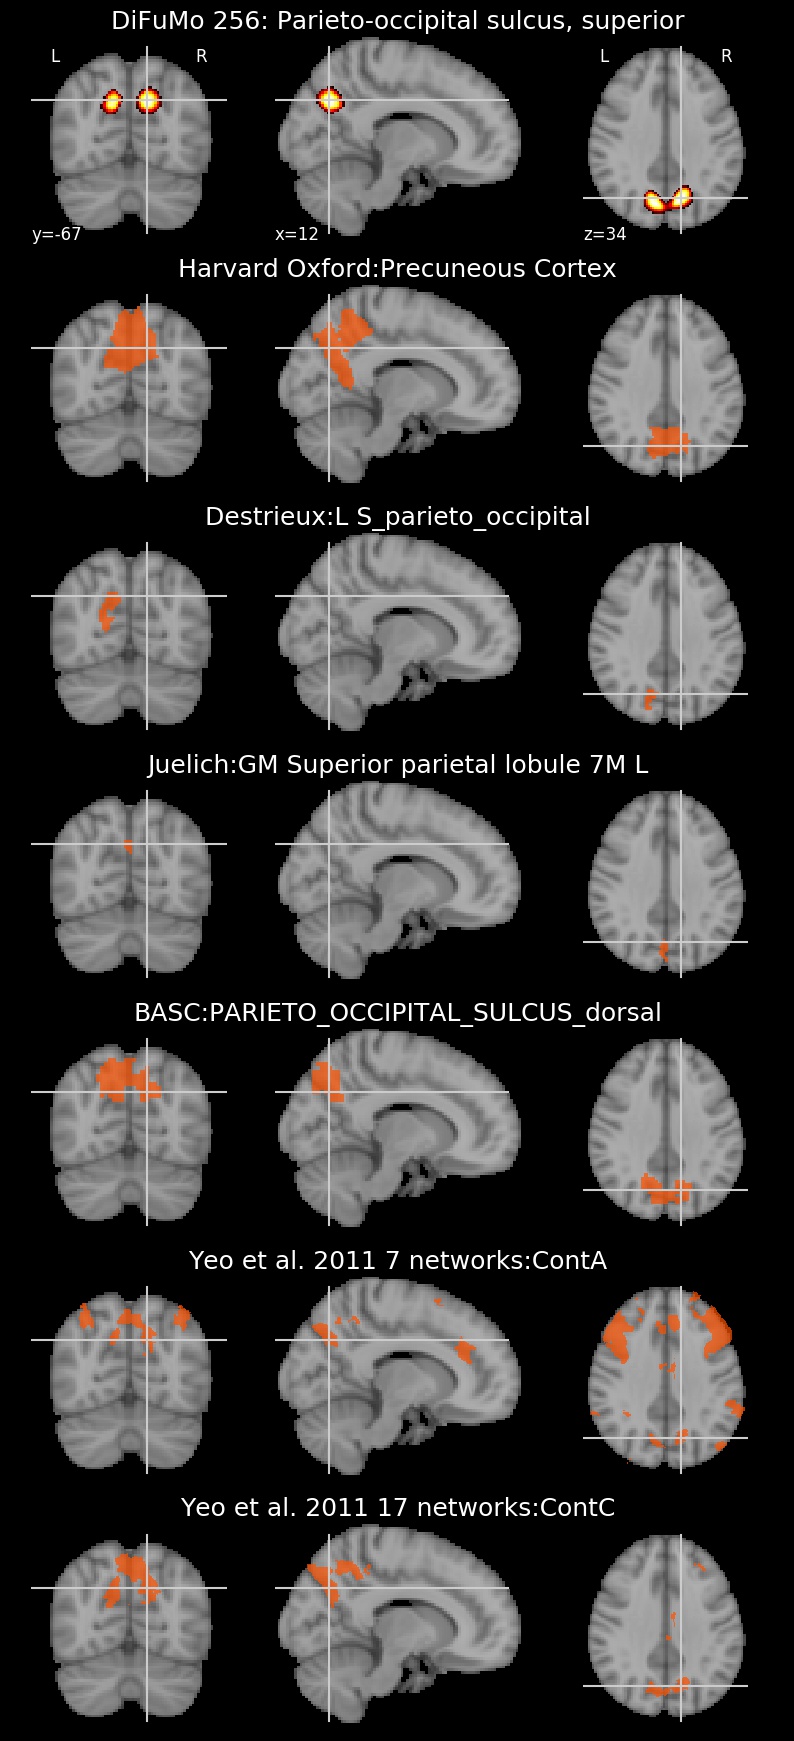 DiFuMo 256: Parieto-occipital sulcus, superior
L R L R
y=-67 x=12 z=34
Harvard Oxford:Precuneous Cortex
Destrieux:L S_parieto_occipital
Juelich:GM Superior parietal lobule 7M L
BASC:PARIETO_OCCIPITAL_SULCUS_dorsal
Yeo et al. 2011 7 networks:ContA
Yeo et al. 2011 17 networks:ContC